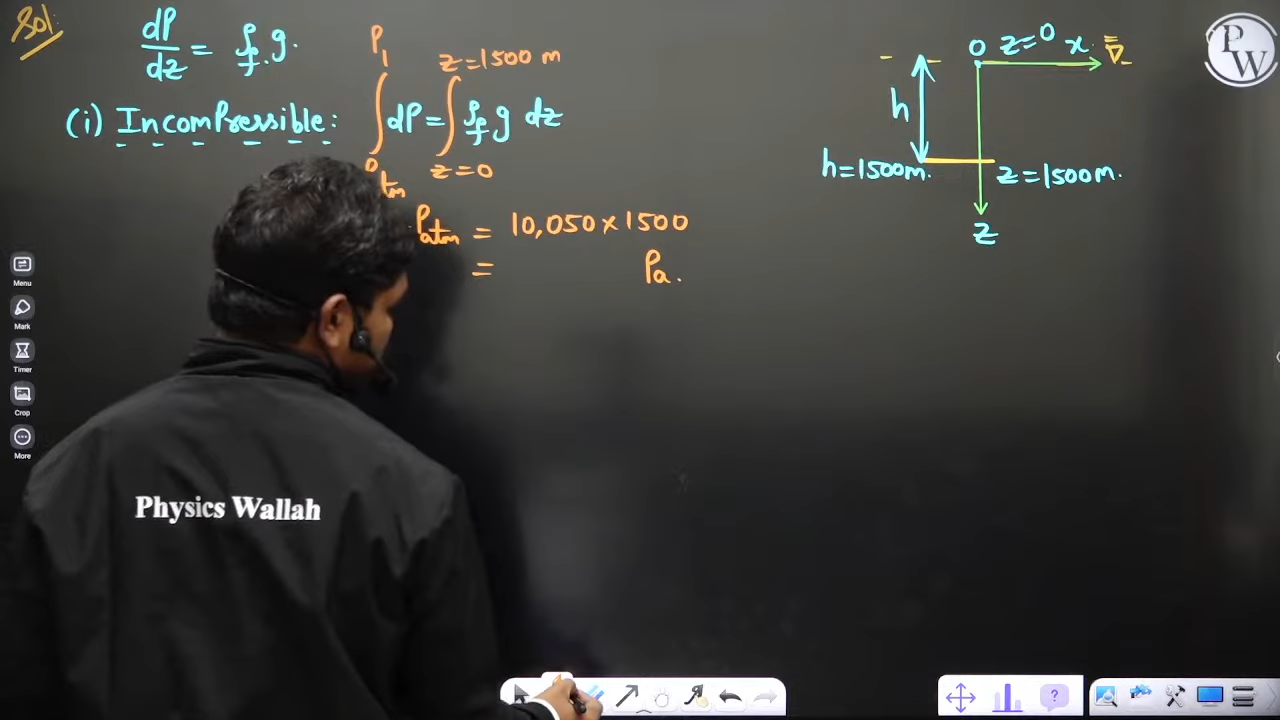 Sol:
dP/dz = ρf g.
(i) Incompressible: ∫ dP = ∫ ρf g dz
P1
z=1500 m
z=0
Patm = 10,050×1500
= Pa.
0 z=0 x
h
h=1500m.
z=1500m.
z
PW
Physics Wallah
Menu
Mark
Timer
Crop
More
?